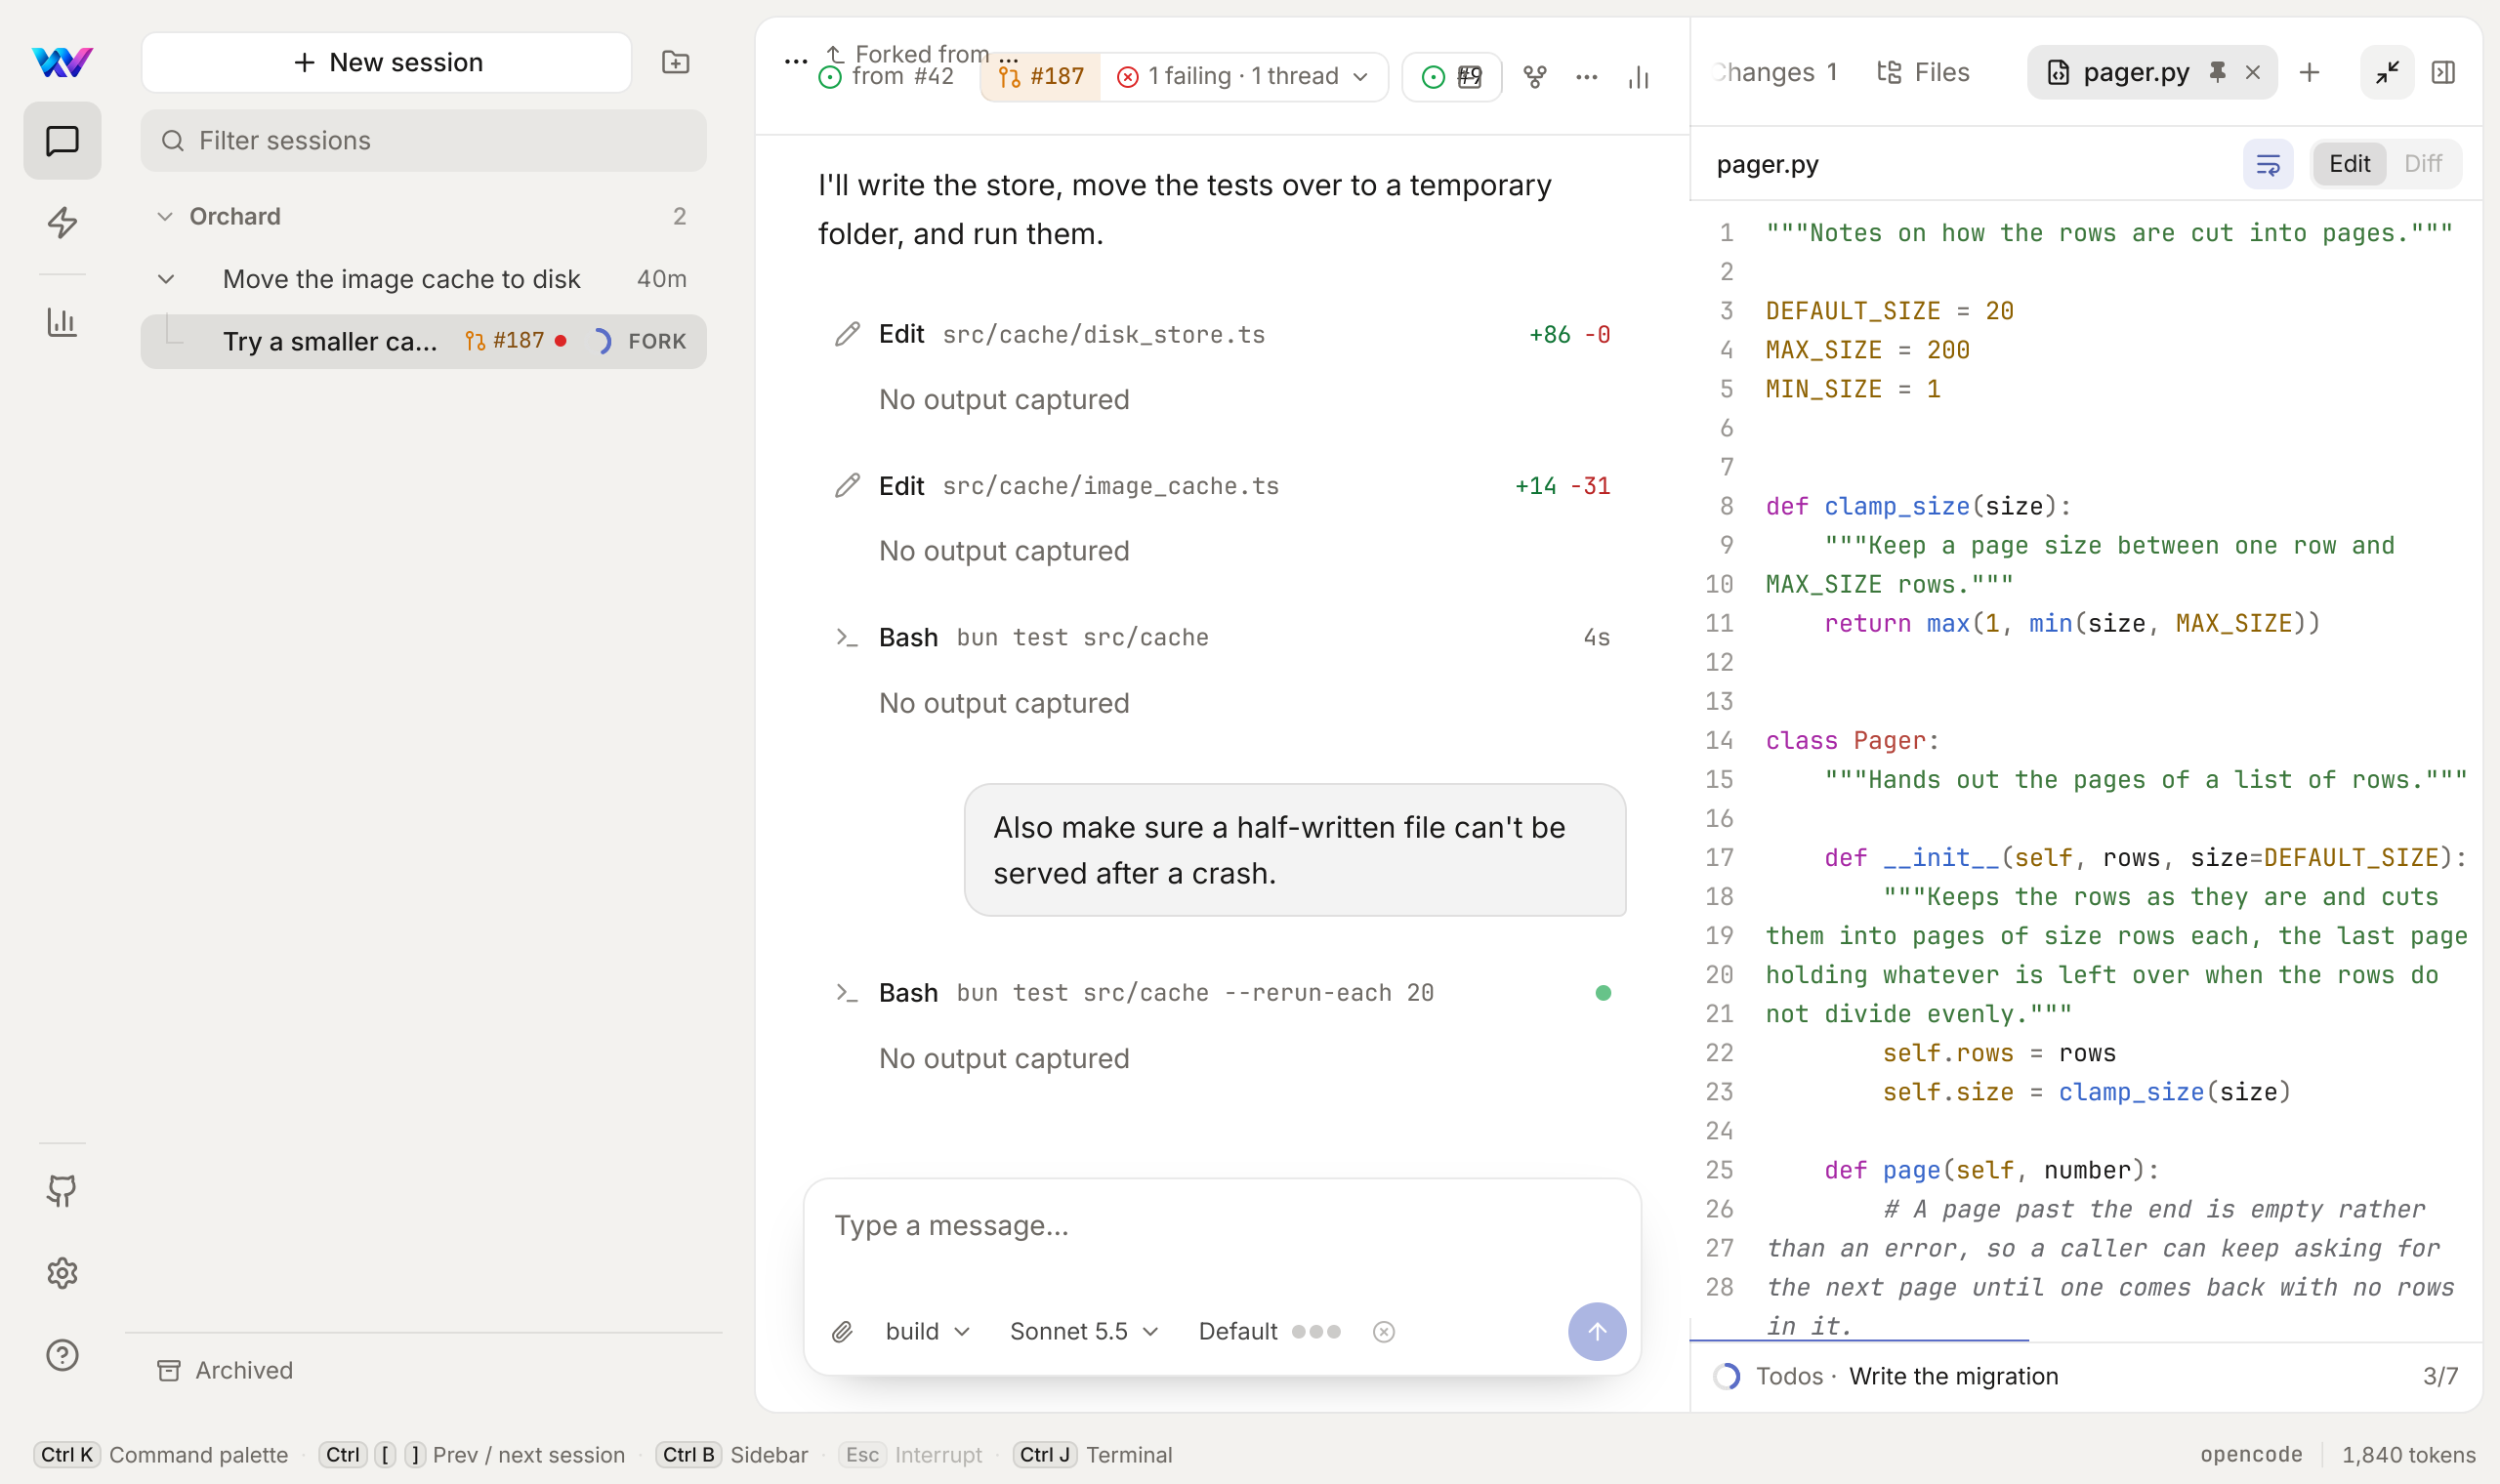 New session
Filter sessions
Orchard 2
Move the image cache to disk 40m
Try a smaller ca... #187 FORK
Archived
Forked from ...
from #42
#187 1 failing · 1 thread
#9
I'll write the store, move the tests over to a temporary
folder, and run them.
Edit src/cache/disk_store.ts +86 -0
No output captured
Edit src/cache/image_cache.ts +14 -31
No output captured
Bash bun test src/cache 4s
No output captured
Also make sure a half-written file can't be
served after a crash.
Bash bun test src/cache --rerun-each 20
No output captured
Type a message...
build Sonnet 5.5 Default
Changes 1 Files pager.py
pager.py Edit Diff
1 """Notes on how the rows are cut into pages."""
2
3 DEFAULT_SIZE = 20
4 MAX_SIZE = 200
5 MIN_SIZE = 1
6
7
8 def clamp_size(size):
9 """Keep a page size between one row and
10 MAX_SIZE rows."""
11 return max(1, min(size, MAX_SIZE))
12
13
14 class Pager:
15 """Hands out the pages of a list of rows."""
16
17 def __init__(self, rows, size=DEFAULT_SIZE):
18 """Keeps the rows as they are and cuts
19 them into pages of size rows each, the last page
20 holding whatever is left over when the rows do
21 not divide evenly."""
22 self.rows = rows
23 self.size = clamp_size(size)
24
25 def page(self, number):
26 # A page past the end is empty rather
27 than an error, so a caller can keep asking for
28 the next page until one comes back with no rows
in it.
Todos · Write the migration 3/7
Ctrl K Command palette · Ctrl [ ] Prev / next session · Ctrl B Sidebar · Esc Interrupt · Ctrl J Terminal
opencode 1,840 tokens